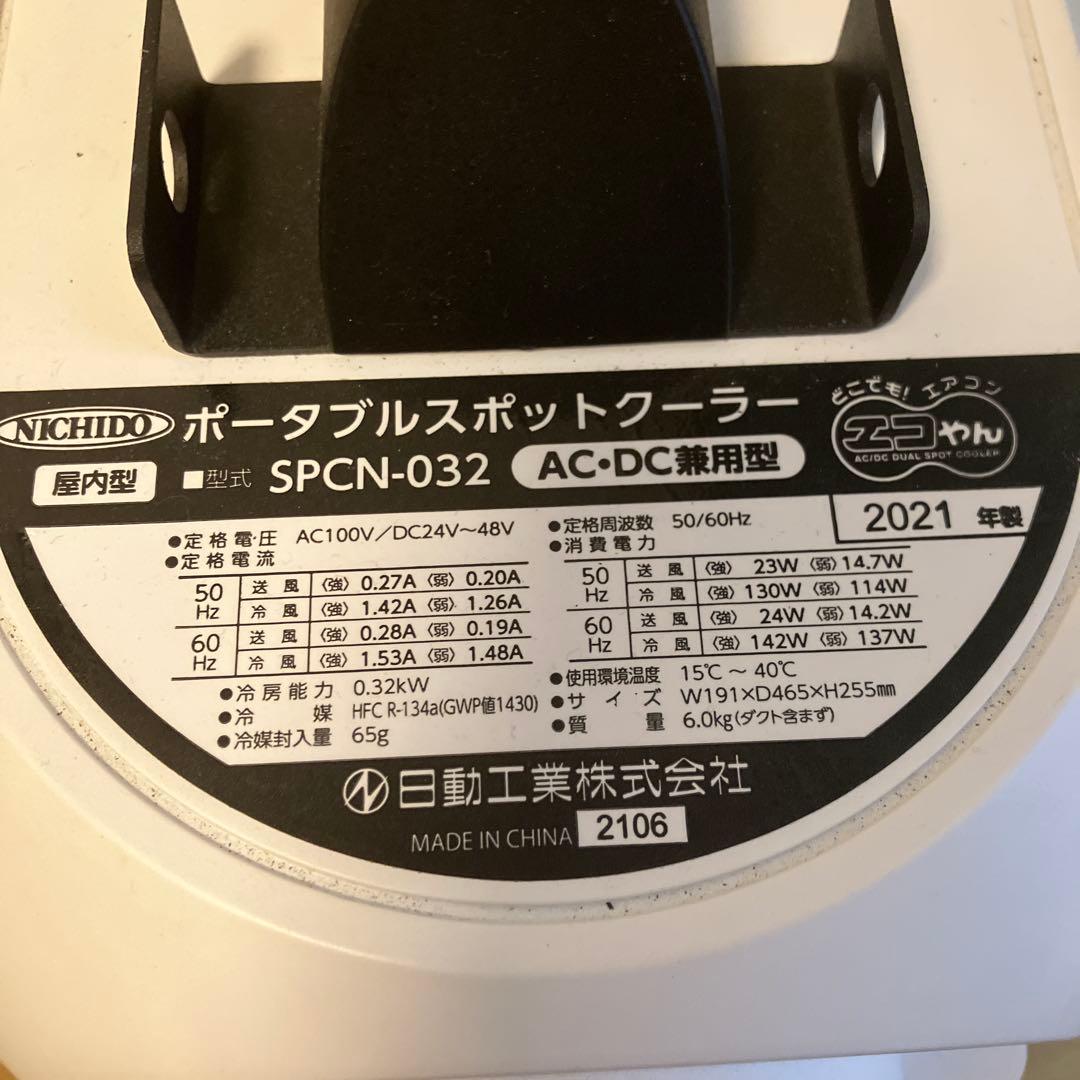 NICHIDO ポータブルスポットクーラー
どこでも! エアコン
エコやん
AC/DC DUAL SPOT COOLER
屋内型 ■型式 SPCN-032 AC・DC兼用型
2021 年製
●定格電圧 AC100V/DC24V～48V
●定格電流
50Hz 送風 〈強〉 0.27A 〈弱〉 0.20A
冷風 〈強〉 1.42A 〈弱〉 1.26A
60Hz 送風 〈強〉 0.28A 〈弱〉 0.19A
冷風 〈強〉 1.53A 〈弱〉 1.48A
●冷房能力 0.32kW
●冷媒 HFC R-134a(GWP値1430)
●冷媒封入量 65g
●定格周波数 50/60Hz
●消費電力
50Hz 送風 〈強〉 23W 〈弱〉 14.7W
冷風 〈強〉 130W 〈弱〉 114W
60Hz 送風 〈強〉 24W 〈弱〉 14.2W
冷風 〈強〉 142W 〈弱〉 137W
●使用環境温度 15℃～40℃
●サイズ W191×D465×H255mm
●質量 6.0kg(ダクト含まず)
日動工業株式会社
MADE IN CHINA 2106